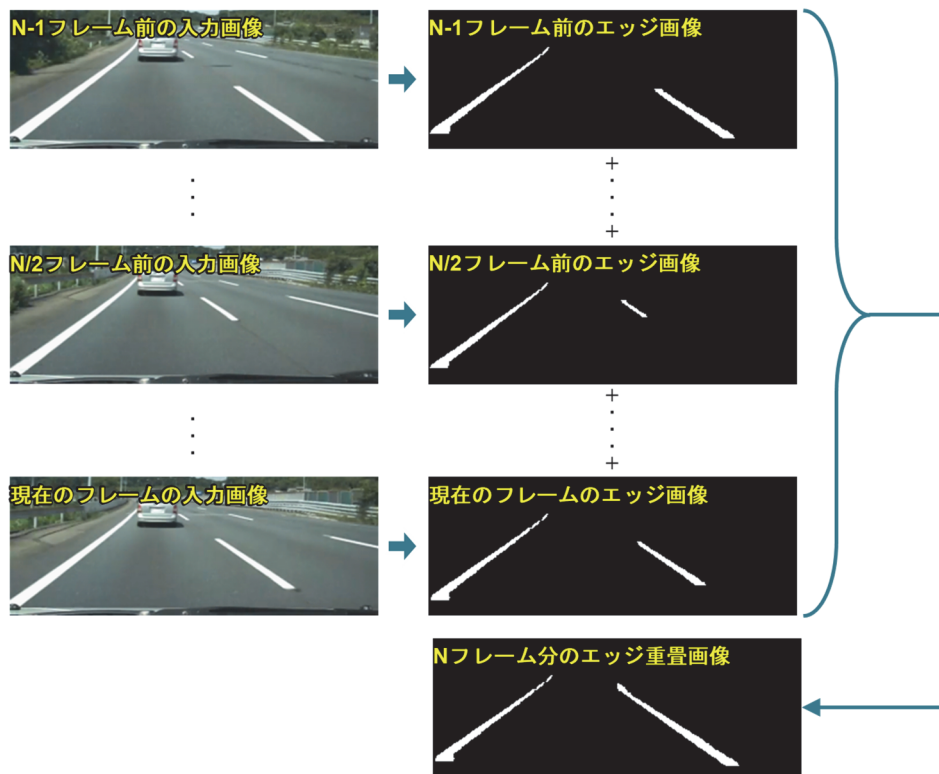 N-1フレーム前の入力画像
N-1フレーム前のエッジ画像
+
+
N/2フレーム前の入力画像
N/2フレーム前のエッジ画像
+
+
現在のフレームの入力画像
現在のフレームのエッジ画像
Nフレーム分のエッジ重畳画像